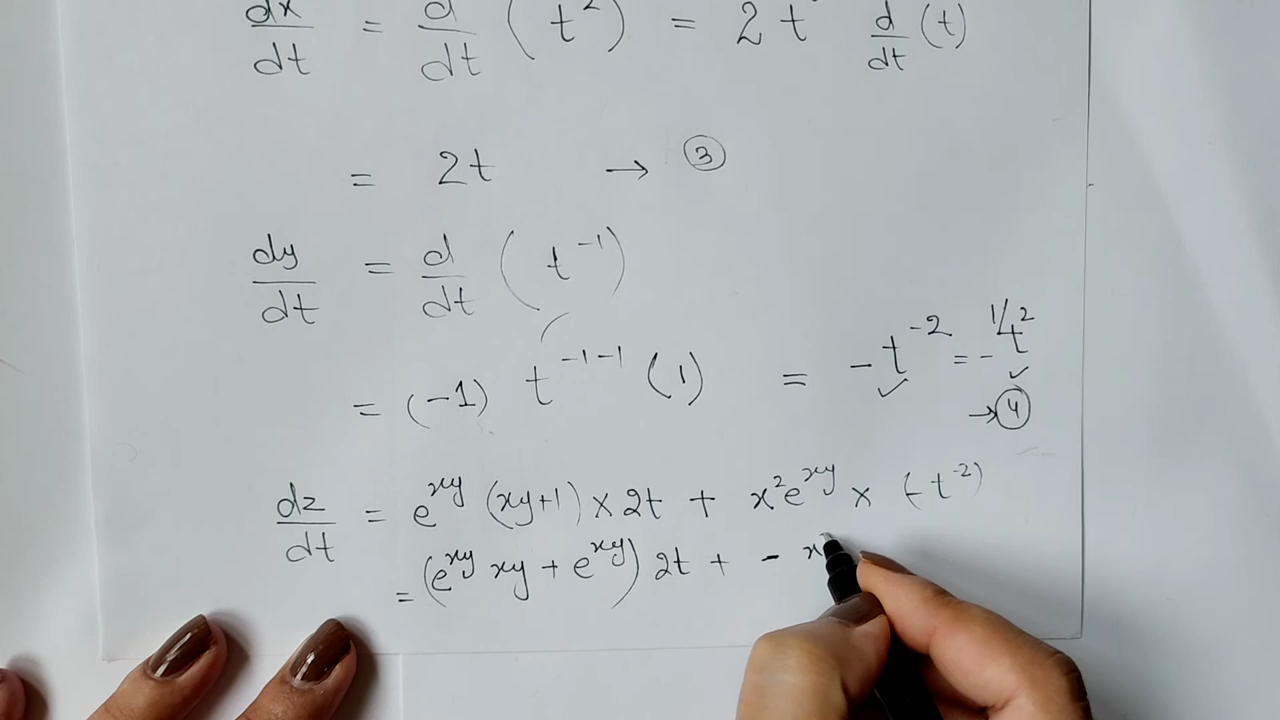 dx/dt = d/dt (t²) = 2t d/dt (t)
= 2t → ③
dy/dt = d/dt (t⁻¹)
= (-1) t⁻¹⁻¹ (1) = -t⁻² = -1/t²
→ ④
dz/dt = e^xy (xy+1) × 2t + x² e^xy × (-t⁻²)
= (e^xy xy + e^xy) 2t + - x